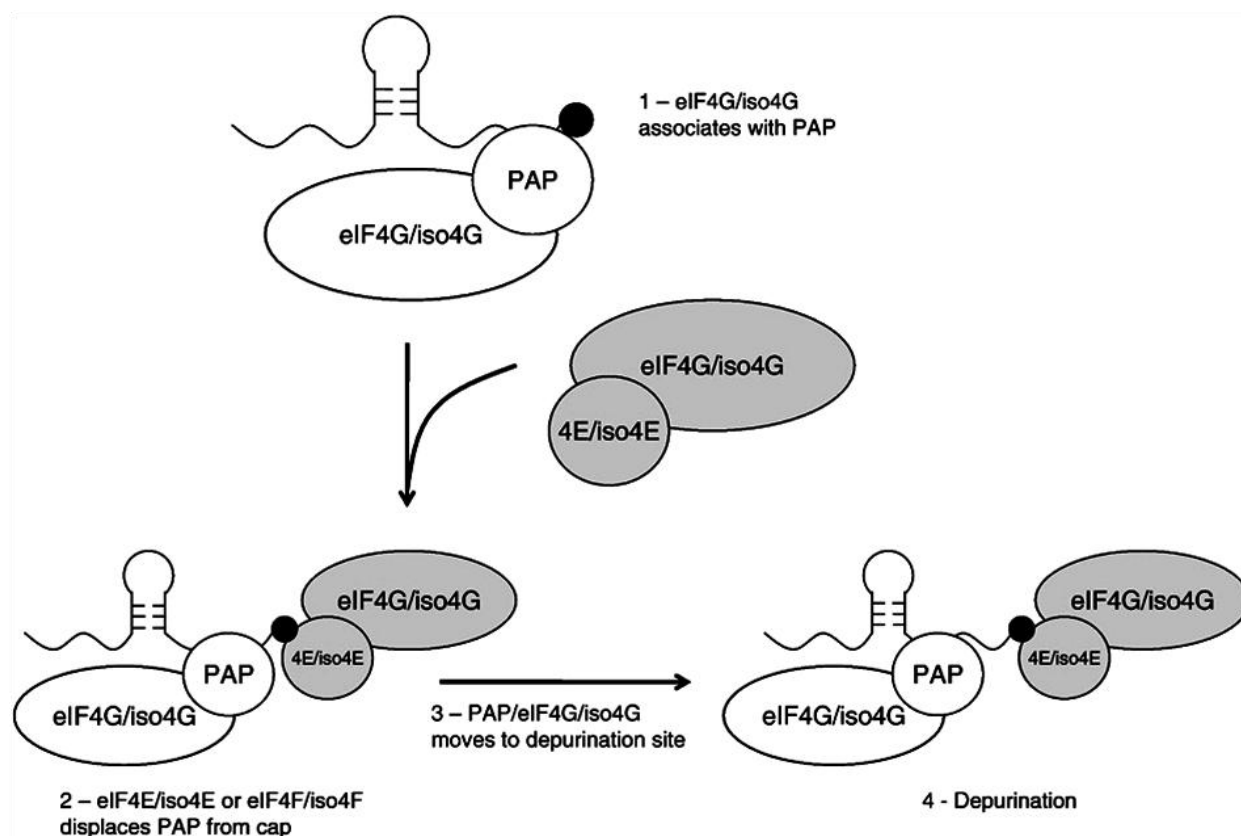 1 – eIF4G/iso4G
associates with PAP
PAP
eIF4G/iso4G
eIF4G/iso4G
4E/iso4E
eIF4G/iso4G
4E/iso4E
PAP
eIF4G/iso4G
3 – PAP/eIF4G/iso4G
moves to depurination site
eIF4G/iso4G
4E/iso4E
PAP
eIF4G/iso4G
2 – eIF4E/iso4E or eIF4F/iso4F
displaces PAP from cap
4 - Depurination